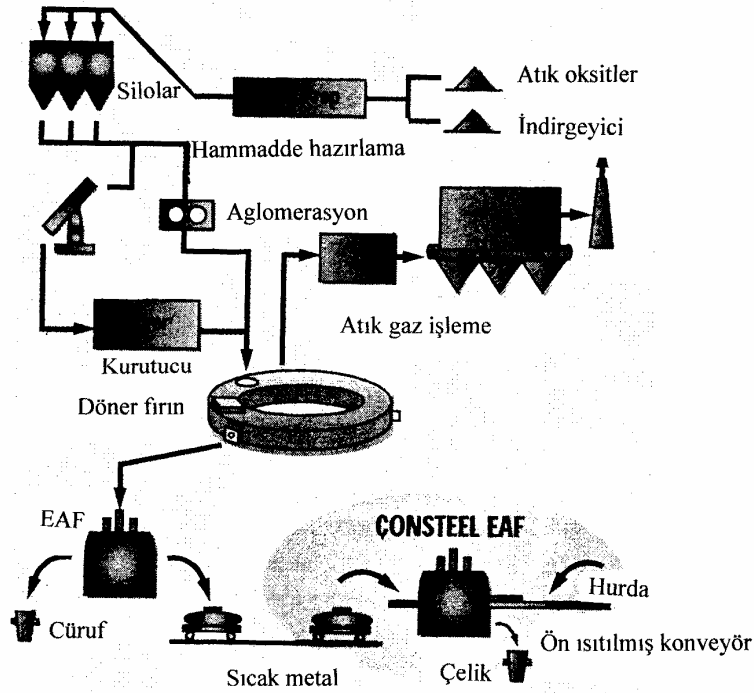 Silolar
Atık oksitler
İndirgeyici
Hammadde hazırlama
Aglomerasyon
Atık gaz işleme
Kurutucu
Döner fırın
EAF
ÇONSTEEL EAF
Hurda
Cüruf
Ön ısıtılmış konveyör
Sıcak metal
Çelik